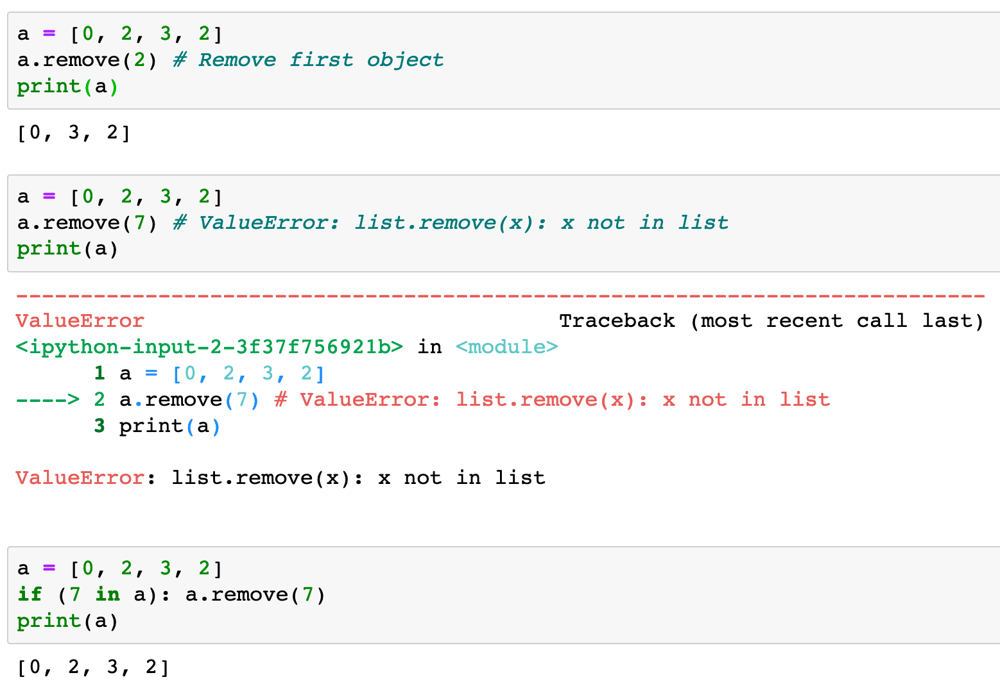 a = [0, 2, 3, 2]
a.remove(2) # Remove first object
print(a)
[0, 3, 2]
a = [0, 2, 3, 2]
a.remove(7) # ValueError: list.remove(x): x not in list
print(a)
---------------------------------------------------------------------------
ValueError                                Traceback (most recent call last)
<ipython-input-2-3f37f756921b> in <module>
      1 a = [0, 2, 3, 2]
----> 2 a.remove(7) # ValueError: list.remove(x): x not in list
      3 print(a)
ValueError: list.remove(x): x not in list
a = [0, 2, 3, 2]
if (7 in a): a.remove(7)
print(a)
[0, 2, 3, 2]